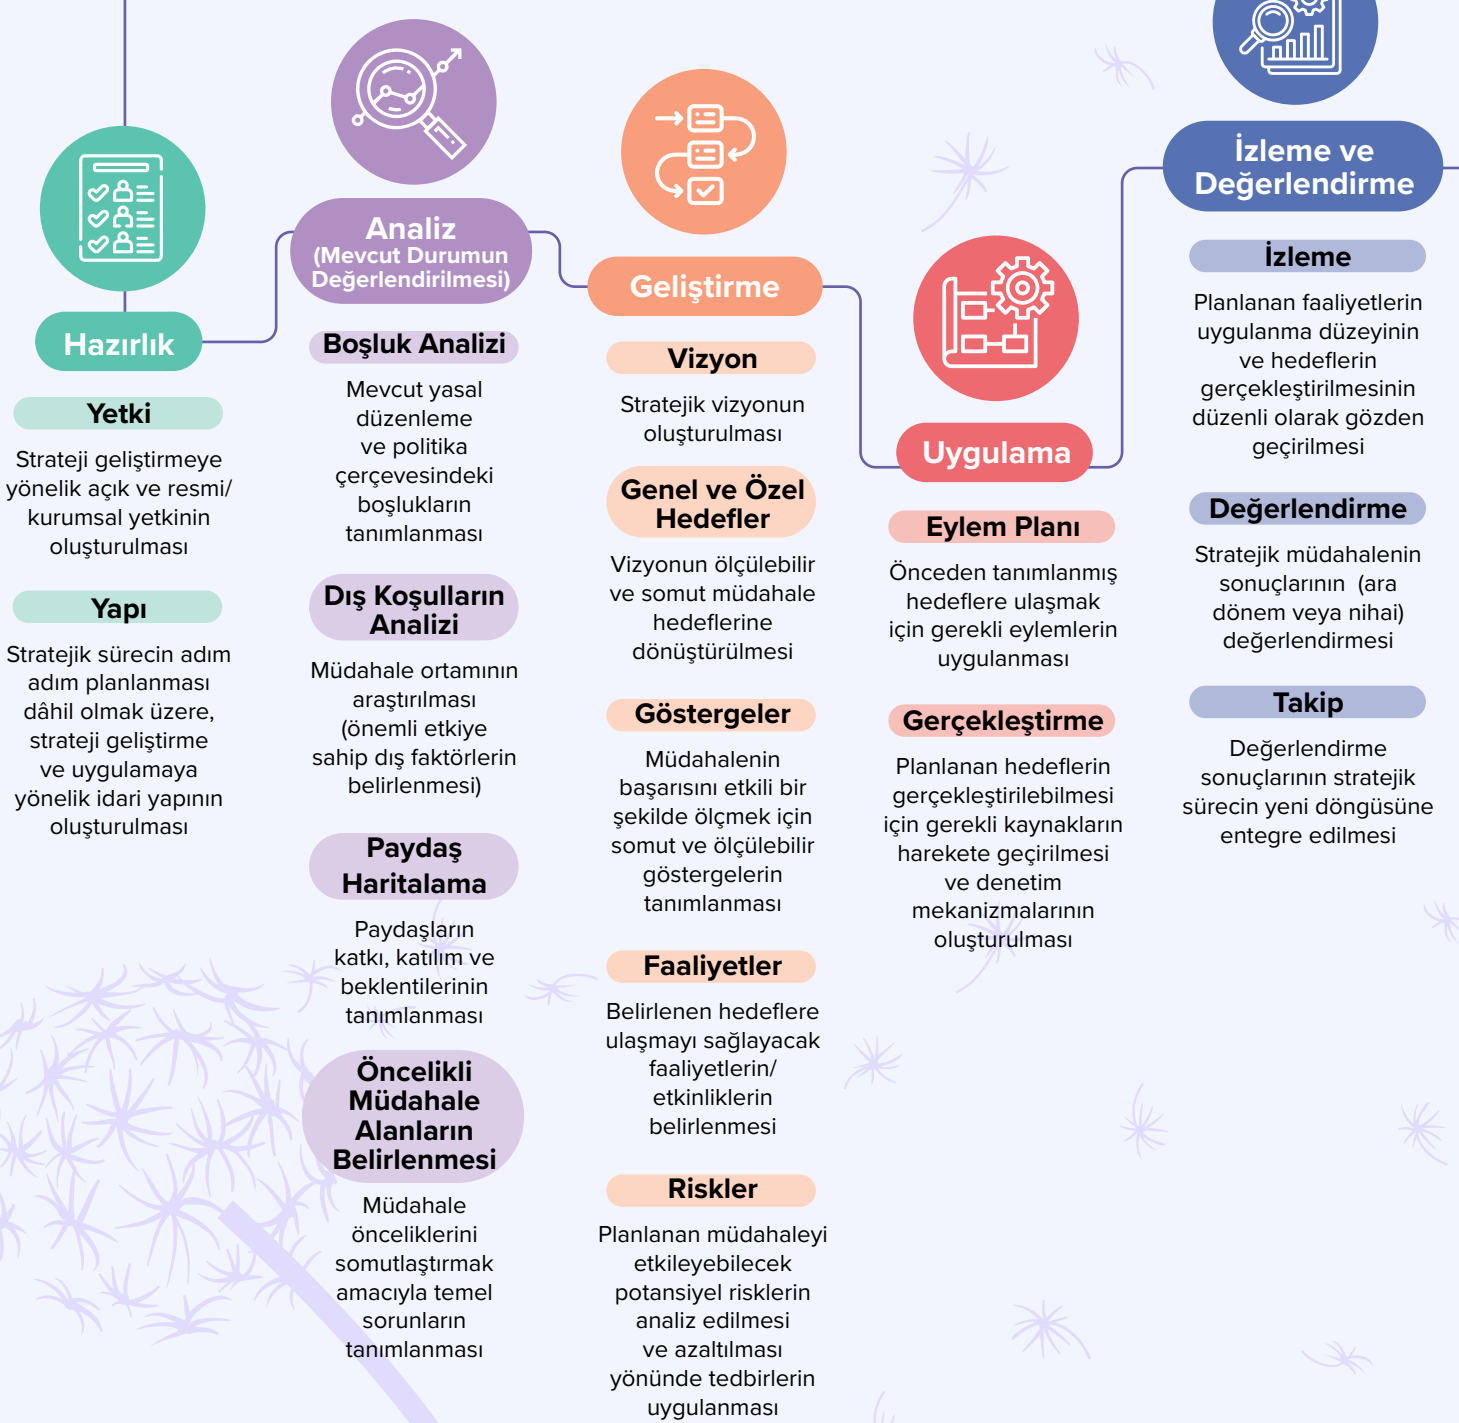 Hazırlık
Yetki
Strateji geliştirmeye
yönelik açık ve resmi/
kurumsal yetkinin
oluşturulması
Yapı
Stratejik sürecin adım
adım planlanması
dâhil olmak üzere,
strateji geliştirme
ve uygulamaya
yönelik idari yapının
oluşturulması
Analiz
(Mevcut Durumun
Değerlendirilmesi)
Boşluk Analizi
Mevcut yasal
düzenleme
ve politika
çerçevesindeki
boşlukların
tanımlanması
Dış Koşulların
Analizi
Müdahale ortamının
araştırılması
(önemli etkiye
sahip dış faktörlerin
belirlenmesi)
Paydaş
Haritalama
Paydaşların
katkı, katılım ve
beklentilerinin
tanımlanması
Öncelikli
Müdahale
Alanların
Belirlenmesi
Müdahale
önceliklerini
somutlaştırmak
amacıyla temel
sorunların
tanımlanması
Geliştirme
Vizyon
Stratejik vizyonun
oluşturulması
Genel ve Özel
Hedefler
Vizyonun ölçülebilir
ve somut müdahale
hedeflerine
dönüştürülmesi
Göstergeler
Müdahalenin
başarısını etkili bir
şekilde ölçmek için
somut ve ölçülebilir
göstergelerin
tanımlanması
Faaliyetler
Belirlenen hedeflere
ulaşmayı sağlayacak
faaliyetlerin/
etkinliklerin
belirlenmesi
Riskler
Planlanan müdahaleyi
etkileyebilecek
potansiyel risklerin
analiz edilmesi
ve azaltılması
yönünde tedbirlerin
uygulanması
Uygulama
Eylem Planı
Önceden tanımlanmış
hedeflere ulaşmak
için gerekli eylemlerin
uygulanması
Gerçekleştirme
Planlanan hedeflerin
gerçekleştirilebilmesi
için gerekli kaynakların
harekete geçirilmesi
ve denetim
mekanizmalarının
oluşturulması
İzleme ve
Değerlendirme
İzleme
Planlanan faaliyetlerin
uygulanma düzeyinin
ve hedeflerin
gerçekleştirilmesinin
düzenli olarak gözden
geçirilmesi
Değerlendirme
Stratejik müdahalenin
sonuçlarının (ara
dönem veya nihai)
değerlendirmesi
Takip
Değerlendirme
sonuçlarının stratejik
sürecin yeni döngüsüne
entegre edilmesi